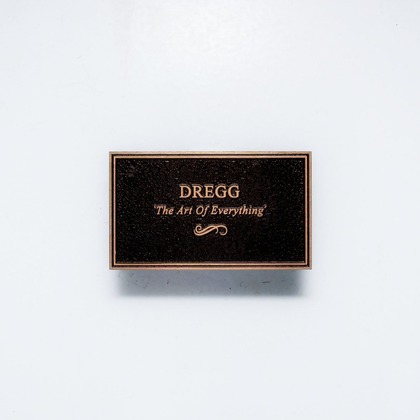 DREGG
'The Art Of Everything'